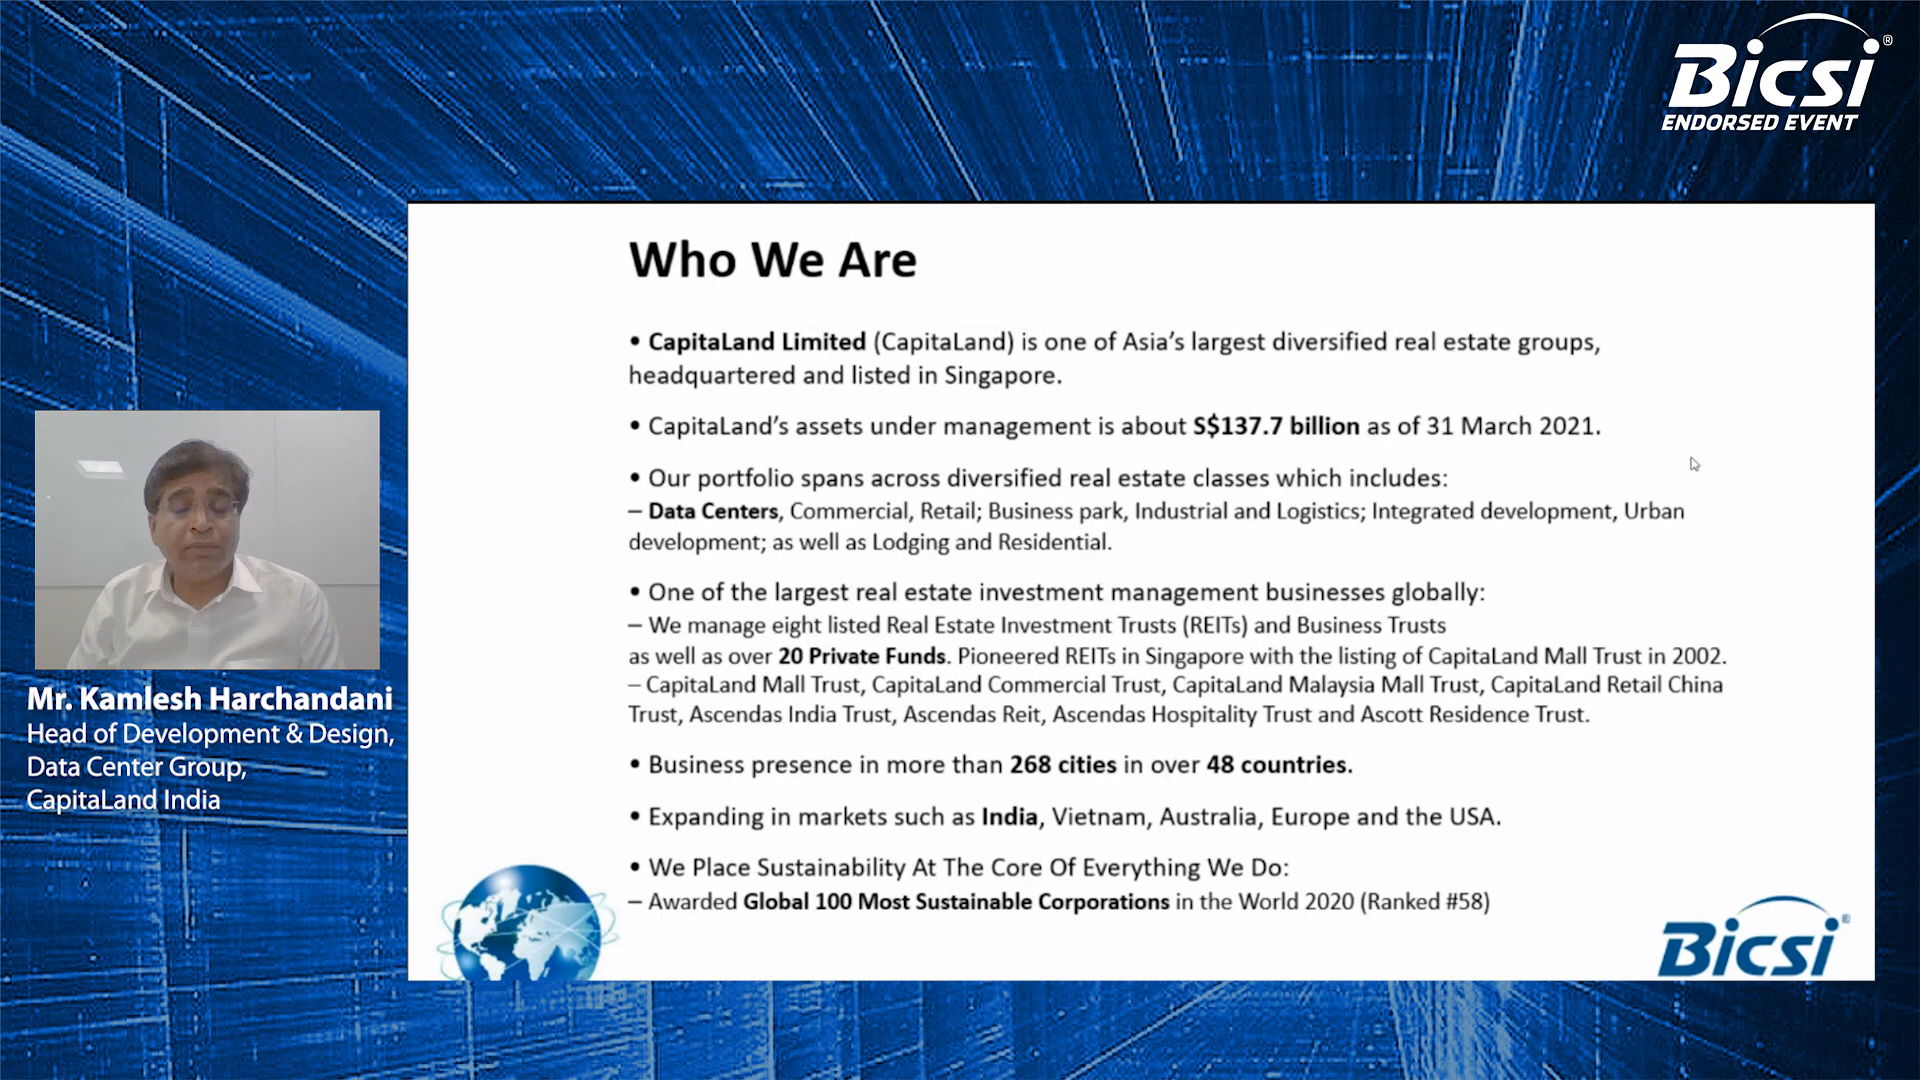 Bicsi®
ENDORSED EVENT
Who We Are
• CapitaLand Limited (CapitaLand) is one of Asia's largest diversified real estate groups,
headquartered and listed in Singapore.
• CapitaLand's assets under management is about S$137.7 billion as of 31 March 2021.
• Our portfolio spans across diversified real estate classes which includes:
– Data Centers, Commercial, Retail; Business park, Industrial and Logistics; Integrated development, Urban
development; as well as Lodging and Residential.
• One of the largest real estate investment management businesses globally:
– We manage eight listed Real Estate Investment Trusts (REITs) and Business Trusts
as well as over 20 Private Funds. Pioneered REITs in Singapore with the listing of CapitaLand Mall Trust in 2002.
– CapitaLand Mall Trust, CapitaLand Commercial Trust, CapitaLand Malaysia Mall Trust, CapitaLand Retail China
Trust, Ascendas India Trust, Ascendas Reit, Ascendas Hospitality Trust and Ascott Residence Trust.
• Business presence in more than 268 cities in over 48 countries.
• Expanding in markets such as India, Vietnam, Australia, Europe and the USA.
• We Place Sustainability At The Core Of Everything We Do:
– Awarded Global 100 Most Sustainable Corporations in the World 2020 (Ranked #58)
Bicsi®
Mr. Kamlesh Harchandani
Head of Development & Design,
Data Center Group,
CapitaLand India